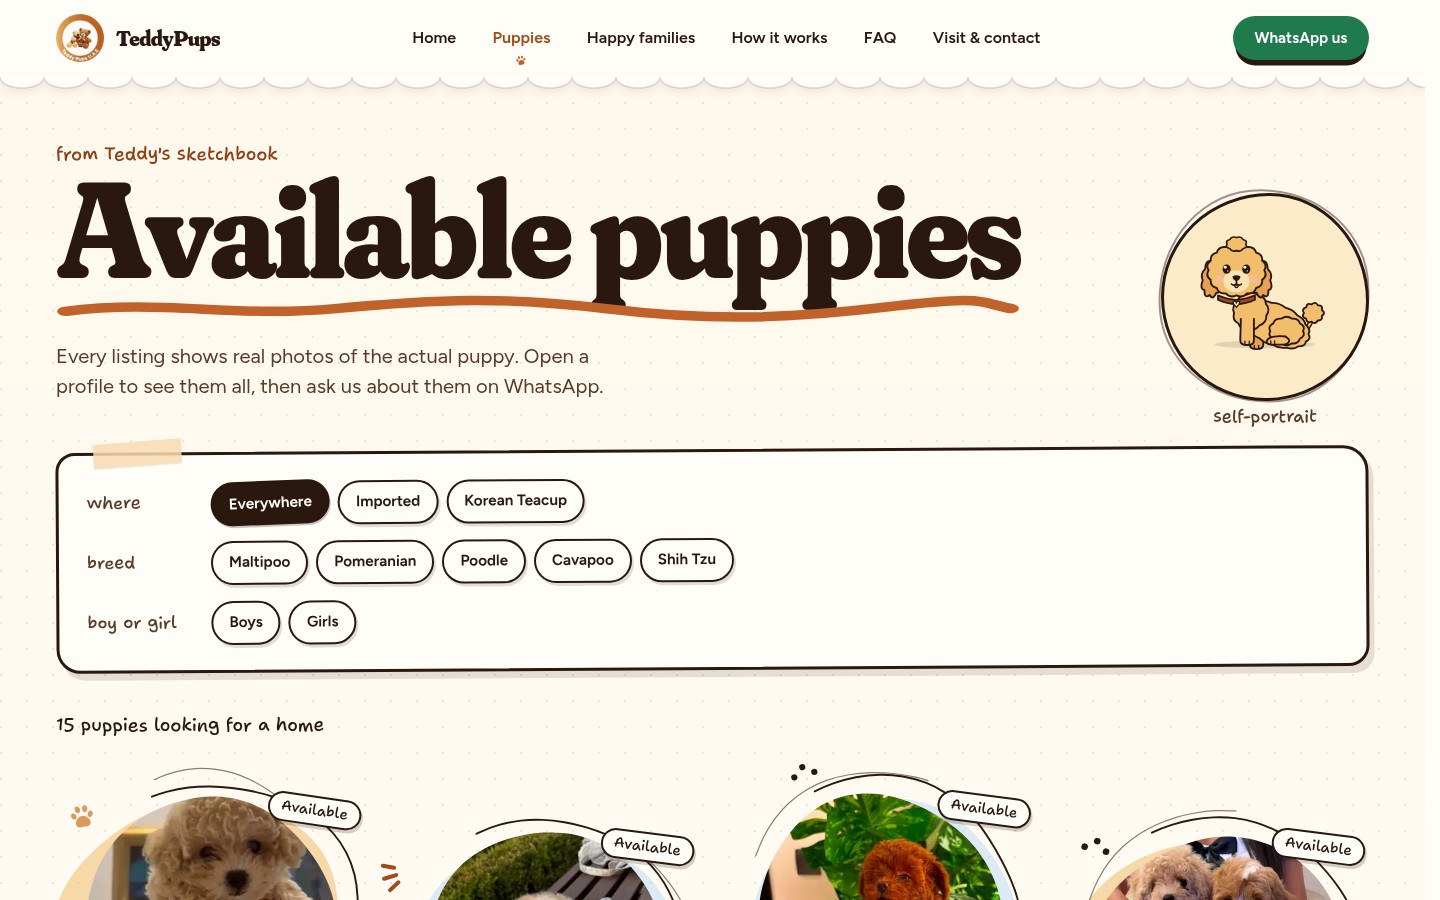 TeddyPups
Home
Puppies
Happy families
How it works
FAQ
Visit & contact
WhatsApp us
from Teddy's sketchbook
Available puppies
Every listing shows real photos of the actual puppy. Open a
profile to see them all, then ask us about them on WhatsApp.
self-portrait
where
Everywhere
Imported
Korean Teacup
breed
Maltipoo
Pomeranian
Poodle
Cavapoo
Shih Tzu
boy or girl
Boys
Girls
15 puppies looking for a home
Available
Available
Available
Available